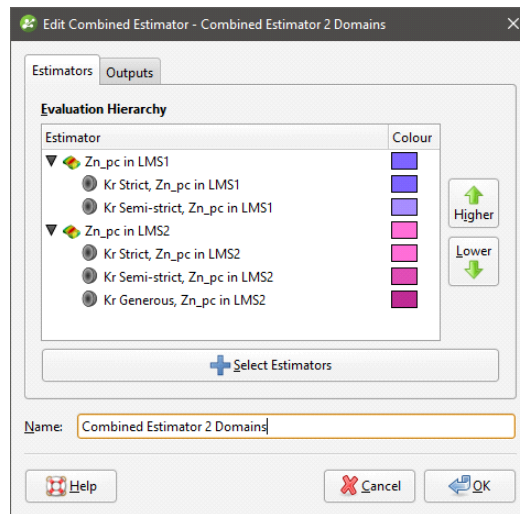 Edit Combined Estimator - Combined Estimator 2 Domains
Estimators Outputs
Evaluation Hierarchy
Estimator Colour
Zn_pc in LMS1
Kr Strict, Zn_pc in LMS1
Kr Semi-strict, Zn_pc in LMS1
Zn_pc in LMS2
Kr Strict, Zn_pc in LMS2
Kr Semi-strict, Zn_pc in LMS2
Kr Generous, Zn_pc in LMS2
Higher
Lower
Select Estimators
Name: Combined Estimator 2 Domains
Help Cancel OK